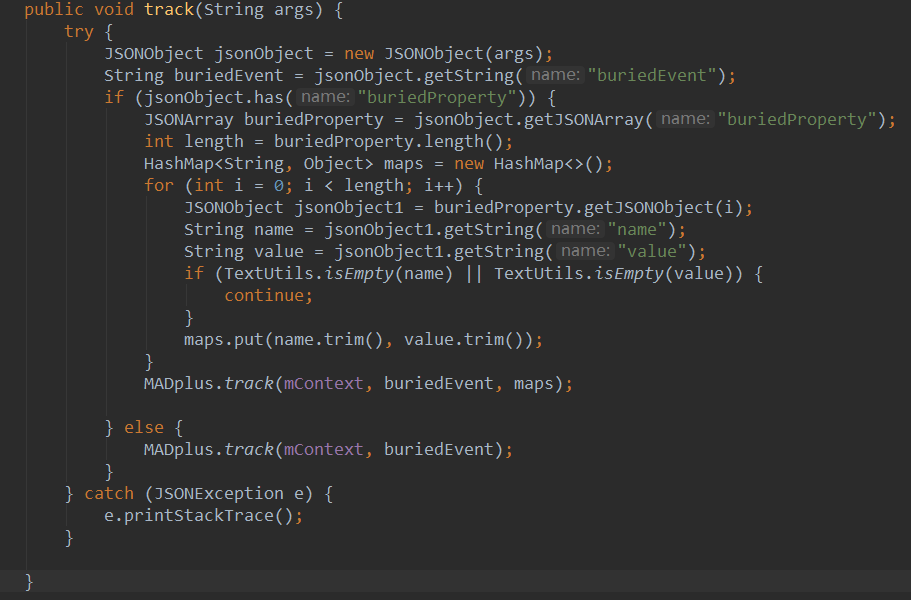 public void track(String args) {
try {
JSONObject jsonObject = new JSONObject(args);
String buriedEvent = jsonObject.getString( name: "buriedEvent");
if (jsonObject.has( name: "buriedProperty")) {
JSONArray buriedProperty = jsonObject.getJSONArray( name: "buriedProperty");
int length = buriedProperty.length();
HashMap<String, Object> maps = new HashMap<>();
for (int i = 0; i < length; i++) {
JSONObject jsonObject1 = buriedProperty.getJSONObject(i);
String name = jsonObject1.getString( name: "name");
String value = jsonObject1.getString( name: "value");
if (TextUtils.isEmpty(name) || TextUtils.isEmpty(value)) {
continue;
}
maps.put(name.trim(), value.trim());
}
MADplus.track(mContext, buriedEvent, maps);
} else {
MADplus.track(mContext, buriedEvent);
}
} catch (JSONException e) {
e.printStackTrace();
}
}